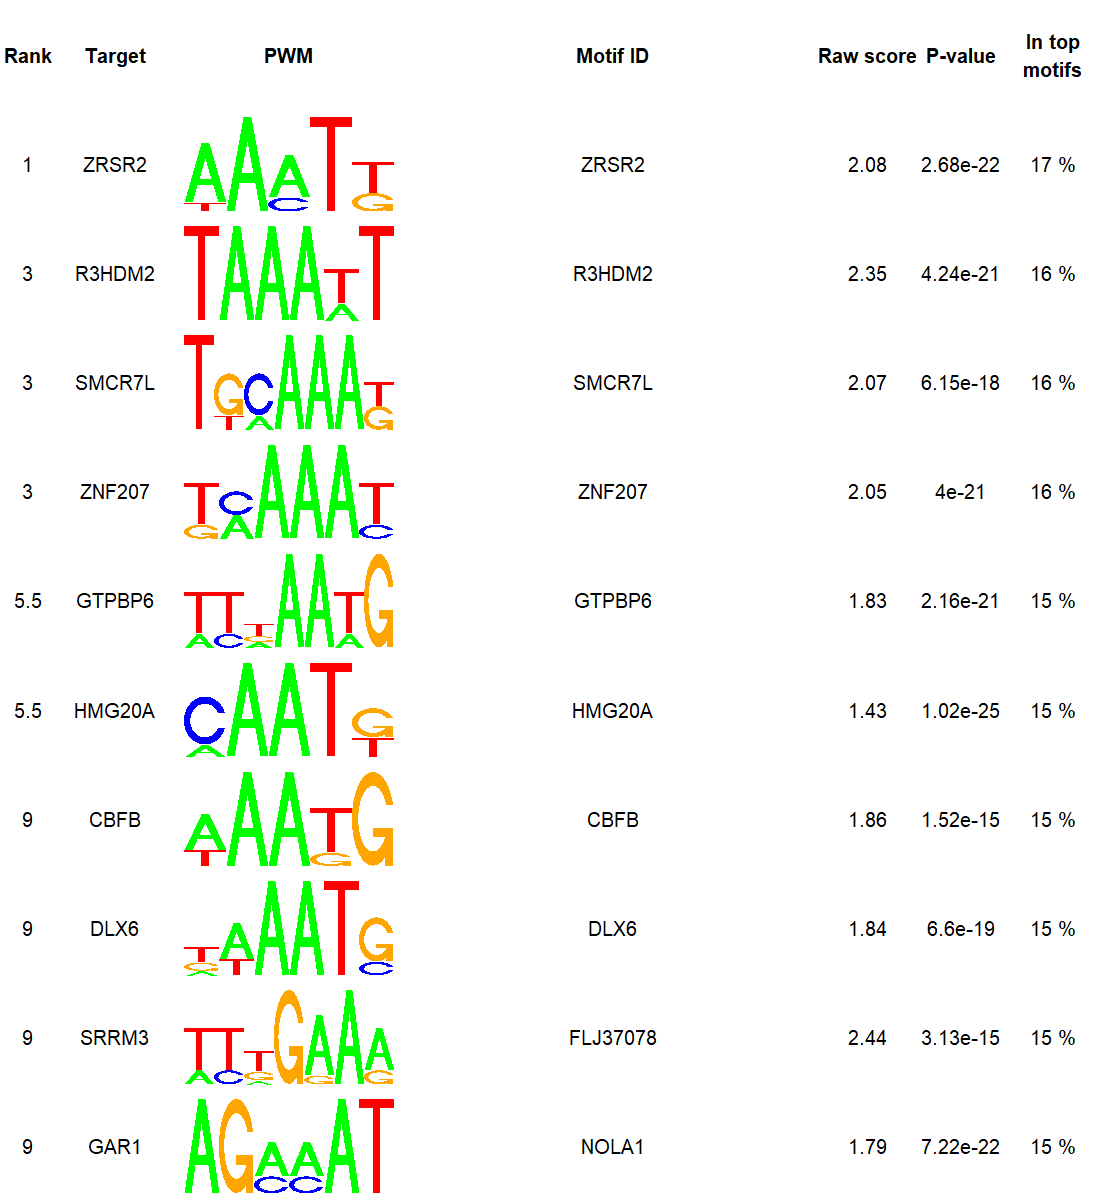 Rank Target PWM Motif ID Raw score P-value In top motifs
1 ZRSR2 ZRSR2 2.08 2.68e-22 17 %
3 R3HDM2 R3HDM2 2.35 4.24e-21 16 %
3 SMCR7L SMCR7L 2.07 6.15e-18 16 %
3 ZNF207 ZNF207 2.05 4e-21 16 %
5.5 GTPBP6 GTPBP6 1.83 2.16e-21 15 %
5.5 HMG20A HMG20A 1.43 1.02e-25 15 %
9 CBFB CBFB 1.86 1.52e-15 15 %
9 DLX6 DLX6 1.84 6.6e-19 15 %
9 SRRM3 FLJ37078 2.44 3.13e-15 15 %
9 GAR1 NOLA1 1.79 7.22e-22 15 %